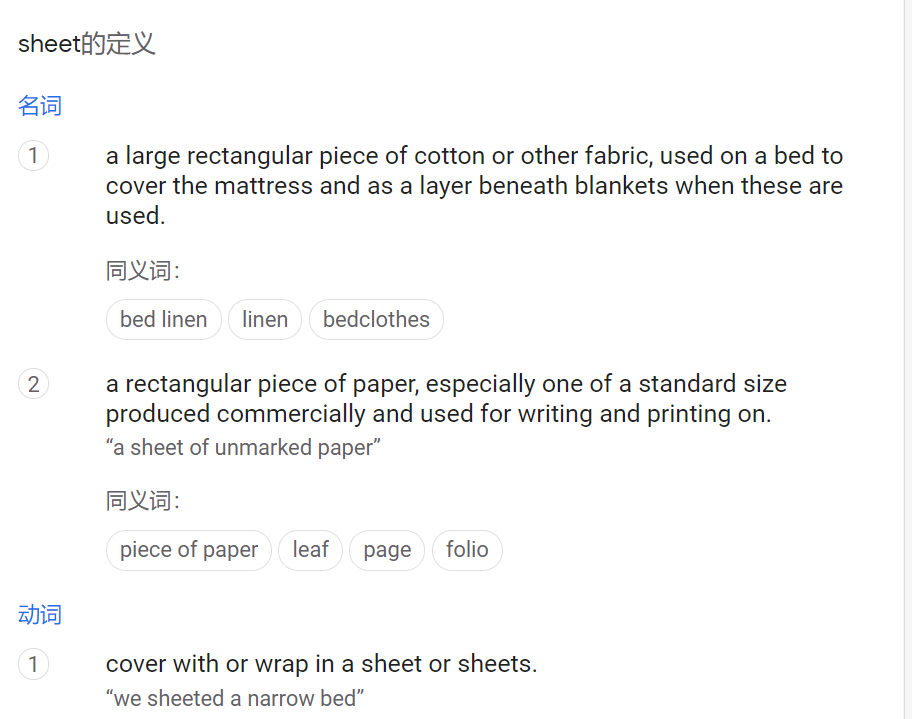 sheet的定义
名词
1
a large rectangular piece of cotton or other fabric, used on a bed to
cover the mattress and as a layer beneath blankets when these are
used.
同义词：
bed linen linen bedclothes
2
a rectangular piece of paper, especially one of a standard size
produced commercially and used for writing and printing on.
“a sheet of unmarked paper”
同义词：
piece of paper leaf page folio
动词
1
cover with or wrap in a sheet or sheets.
“we sheeted a narrow bed”